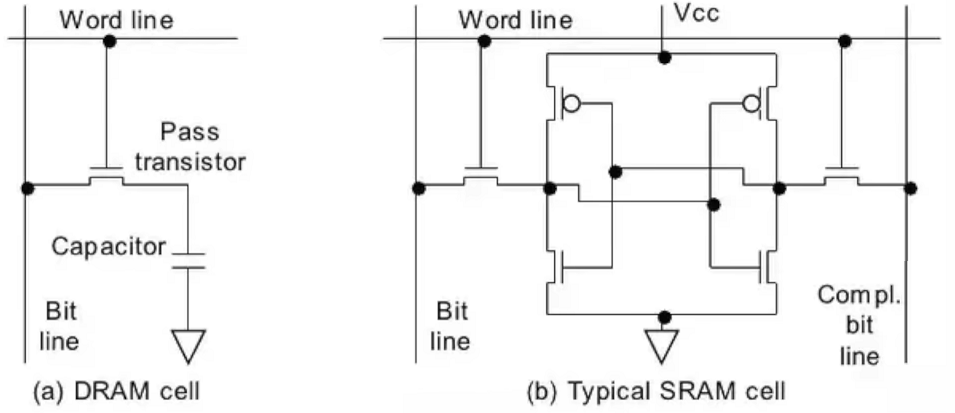 Word line
Pass
transistor
Capacitor
Bit
line
(a) DRAM cell
Word line
Vcc
Bit
line
Compl.
bit
line
(b) Typical SRAM cell